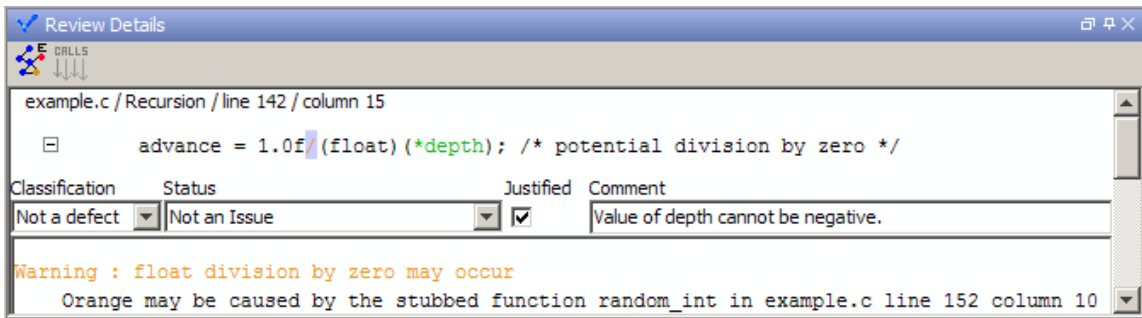 Review Details
E CALLS
example.c / Recursion / line 142 / column 15
advance = 1.0f/(float)(*depth); /* potential division by zero */
Classification Status Justified Comment
Not a defect Not an Issue Value of depth cannot be negative.
Warning : float division by zero may occur
Orange may be caused by the stubbed function random_int in example.c line 152 column 10